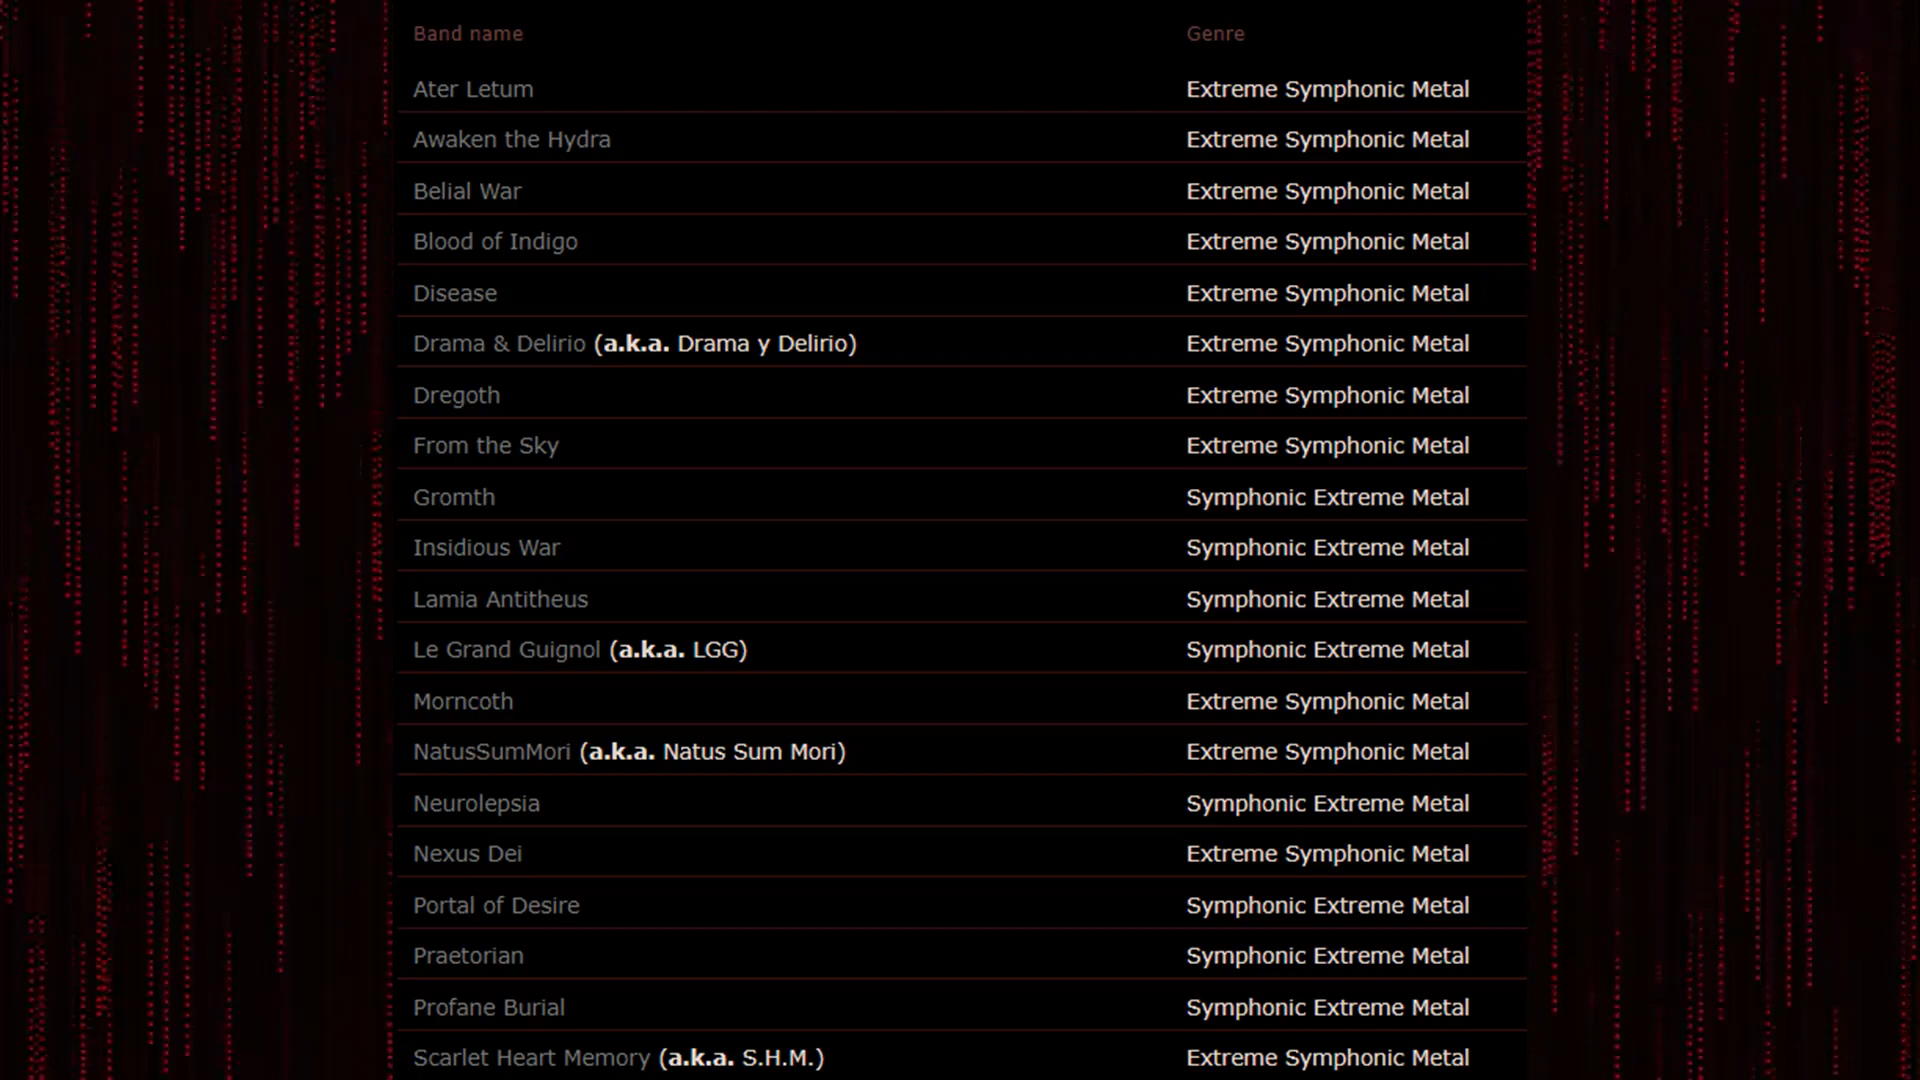 Band name Genre
Ater Letum Extreme Symphonic Metal
Awaken the Hydra Extreme Symphonic Metal
Belial War Extreme Symphonic Metal
Blood of Indigo Extreme Symphonic Metal
Disease Extreme Symphonic Metal
Drama & Delirio (a.k.a. Drama y Delirio) Extreme Symphonic Metal
Dregoth Extreme Symphonic Metal
From the Sky Extreme Symphonic Metal
Gromth Symphonic Extreme Metal
Insidious War Symphonic Extreme Metal
Lamia Antitheus Symphonic Extreme Metal
Le Grand Guignol (a.k.a. LGG) Symphonic Extreme Metal
Morncoth Extreme Symphonic Metal
NatusSumMori (a.k.a. Natus Sum Mori) Extreme Symphonic Metal
Neurolepsia Symphonic Extreme Metal
Nexus Dei Extreme Symphonic Metal
Portal of Desire Symphonic Extreme Metal
Praetorian Symphonic Extreme Metal
Profane Burial Symphonic Extreme Metal
Scarlet Heart Memory (a.k.a. S.H.M.) Extreme Symphonic Metal